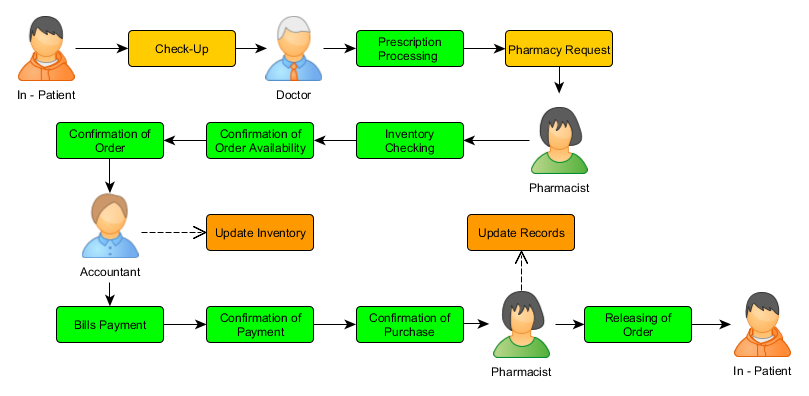 Check-Up
Prescription
Processing
Pharmacy Request
In - Patient
Doctor
Confirmation of
Order
Confirmation of
Order Availability
Inventory
Checking
Pharmacist
Update Inventory
Update Records
Accountant
Bills Payment
Confirmation of
Payment
Confirmation of
Purchase
Releasing of
Order
Pharmacist
In - Patient